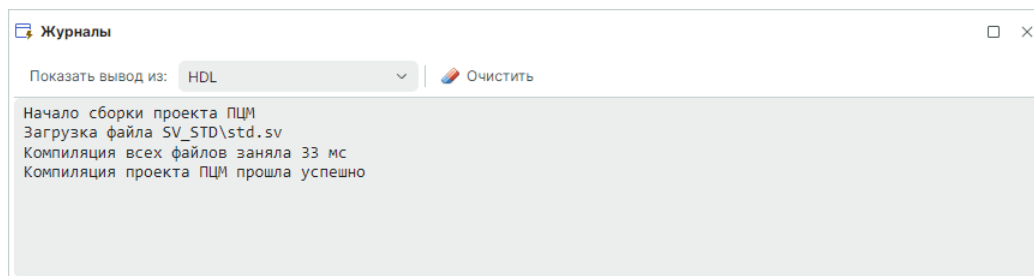 Журналы
Показать вывод из: HDL Очистить
Начало сборки проекта ПЦМ
Загрузка файла SV_STD\std.sv
Компиляция всех файлов заняла 33 мс
Компиляция проекта ПЦМ прошла успешно